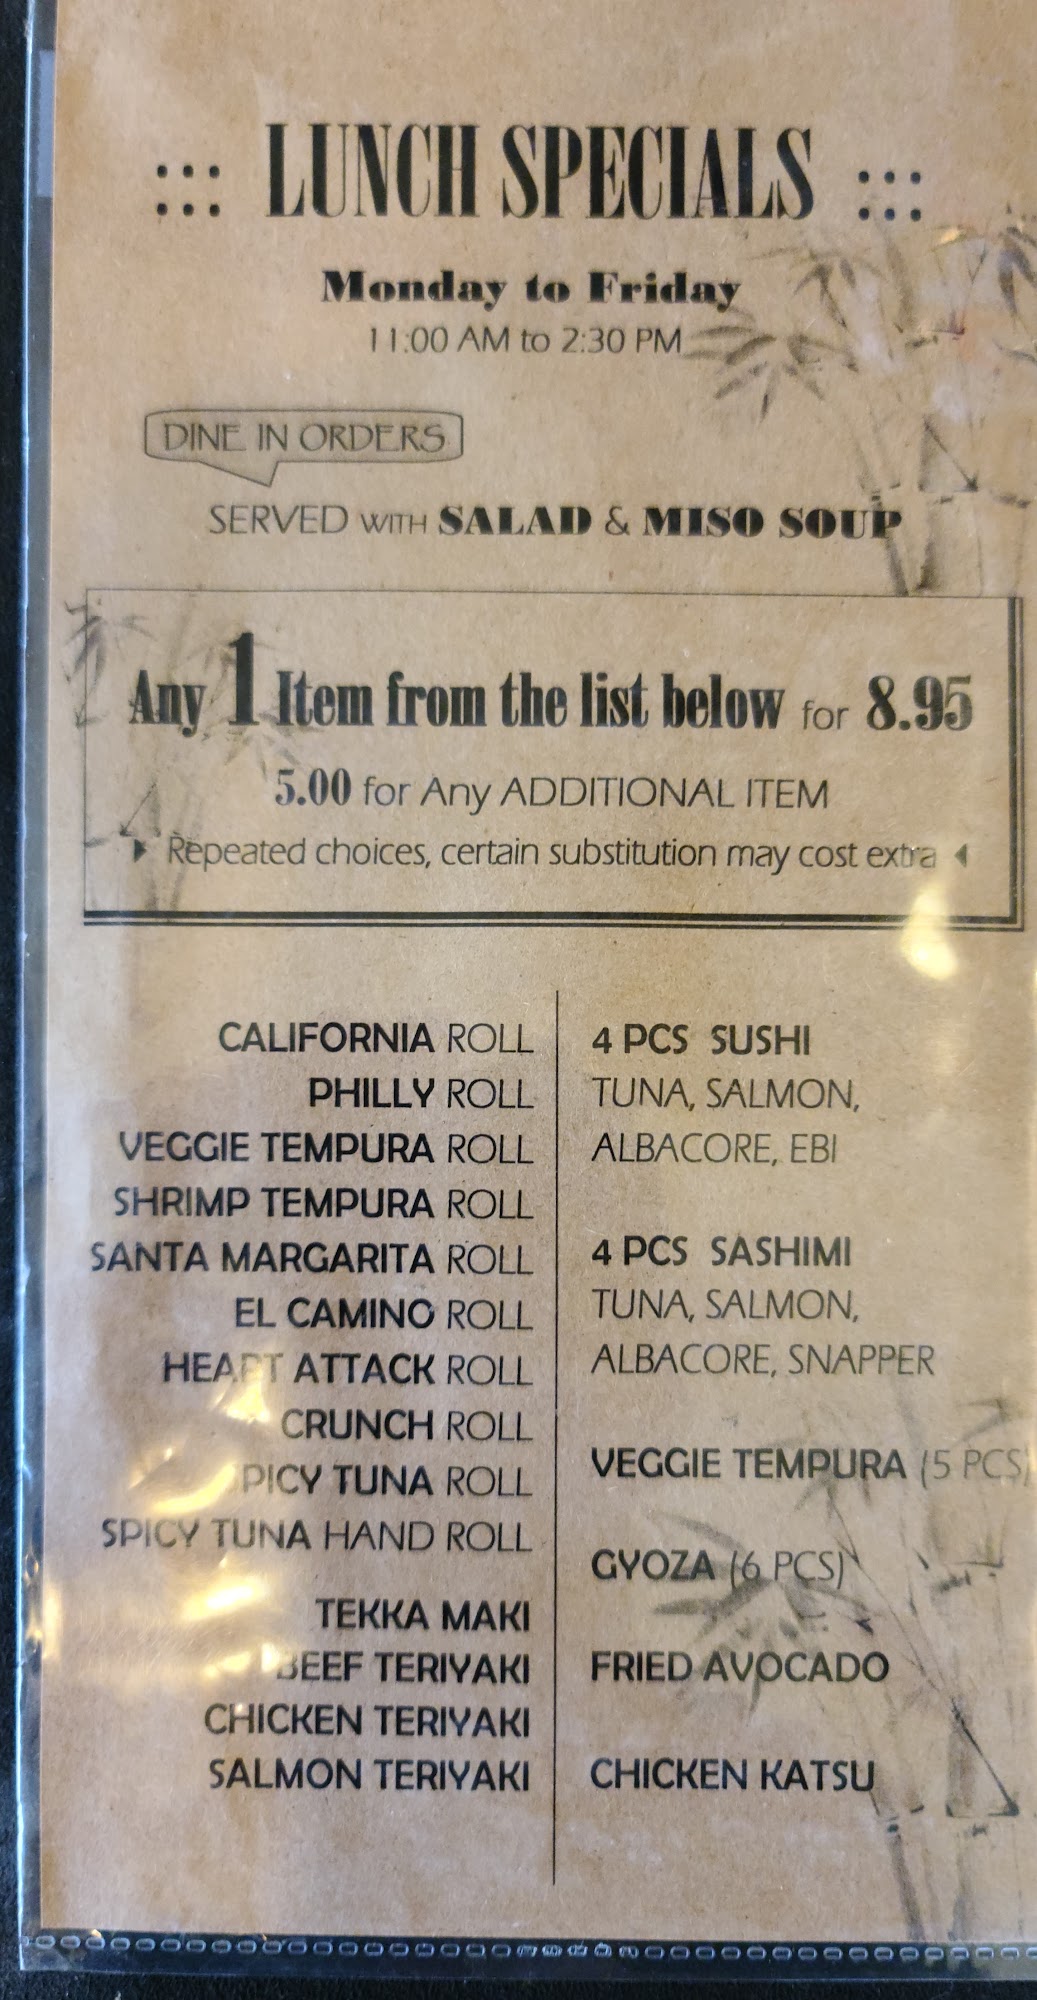 LUNCH SPECIALS
Monday to Friday
11:00 AM to 2:30 PM
DINE IN ORDERS
SERVED WITH SALAD & MISO SOUP
Any 1 Item from the list below for 8.95
5.00 for Any ADDITIONAL ITEM
Repeated choices, certain substitution may cost extra
CALIFORNIA ROLL
PHILLY ROLL
VEGGIE TEMPURA ROLL
SHRIMP TEMPURA ROLL
SANTA MARGARITA ROLL
EL CAMINO ROLL
HEART ATTACK ROLL
CRUNCH ROLL
SPICY TUNA ROLL
SPICY TUNA HAND ROLL
TEKKA MAKI
BEEF TERIYAKI
CHICKEN TERIYAKI
SALMON TERIYAKI
4 PCS SUSHI
TUNA, SALMON,
ALBACORE, EBI
4 PCS SASHIMI
TUNA, SALMON,
ALBACORE, SNAPPER
VEGGIE TEMPURA (5 PCS)
GYOZA (6 PCS)
FRIED AVOCADO
CHICKEN KATSU